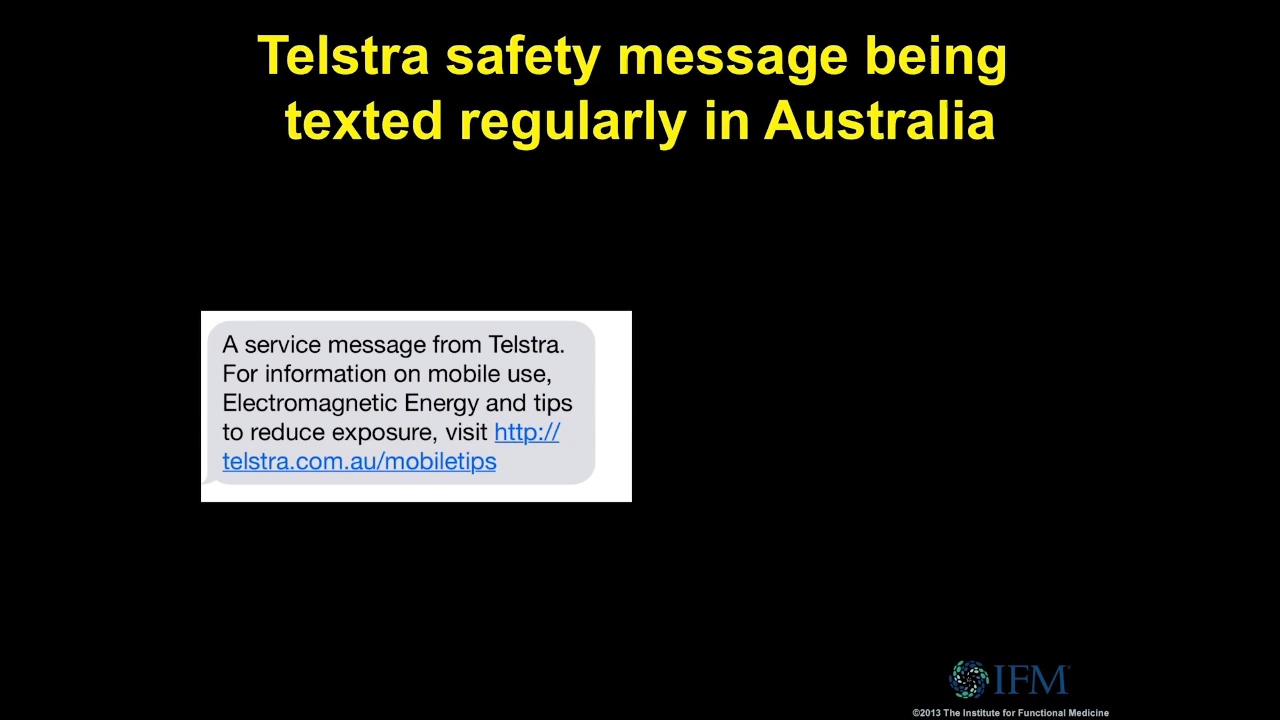 Telstra safety message being
texted regularly in Australia
A service message from Telstra.
For information on mobile use,
Electromagnetic Energy and tips
to reduce exposure, visit http://
telstra.com.au/mobiletips
IFM
©2013 The Institute for Functional Medicine